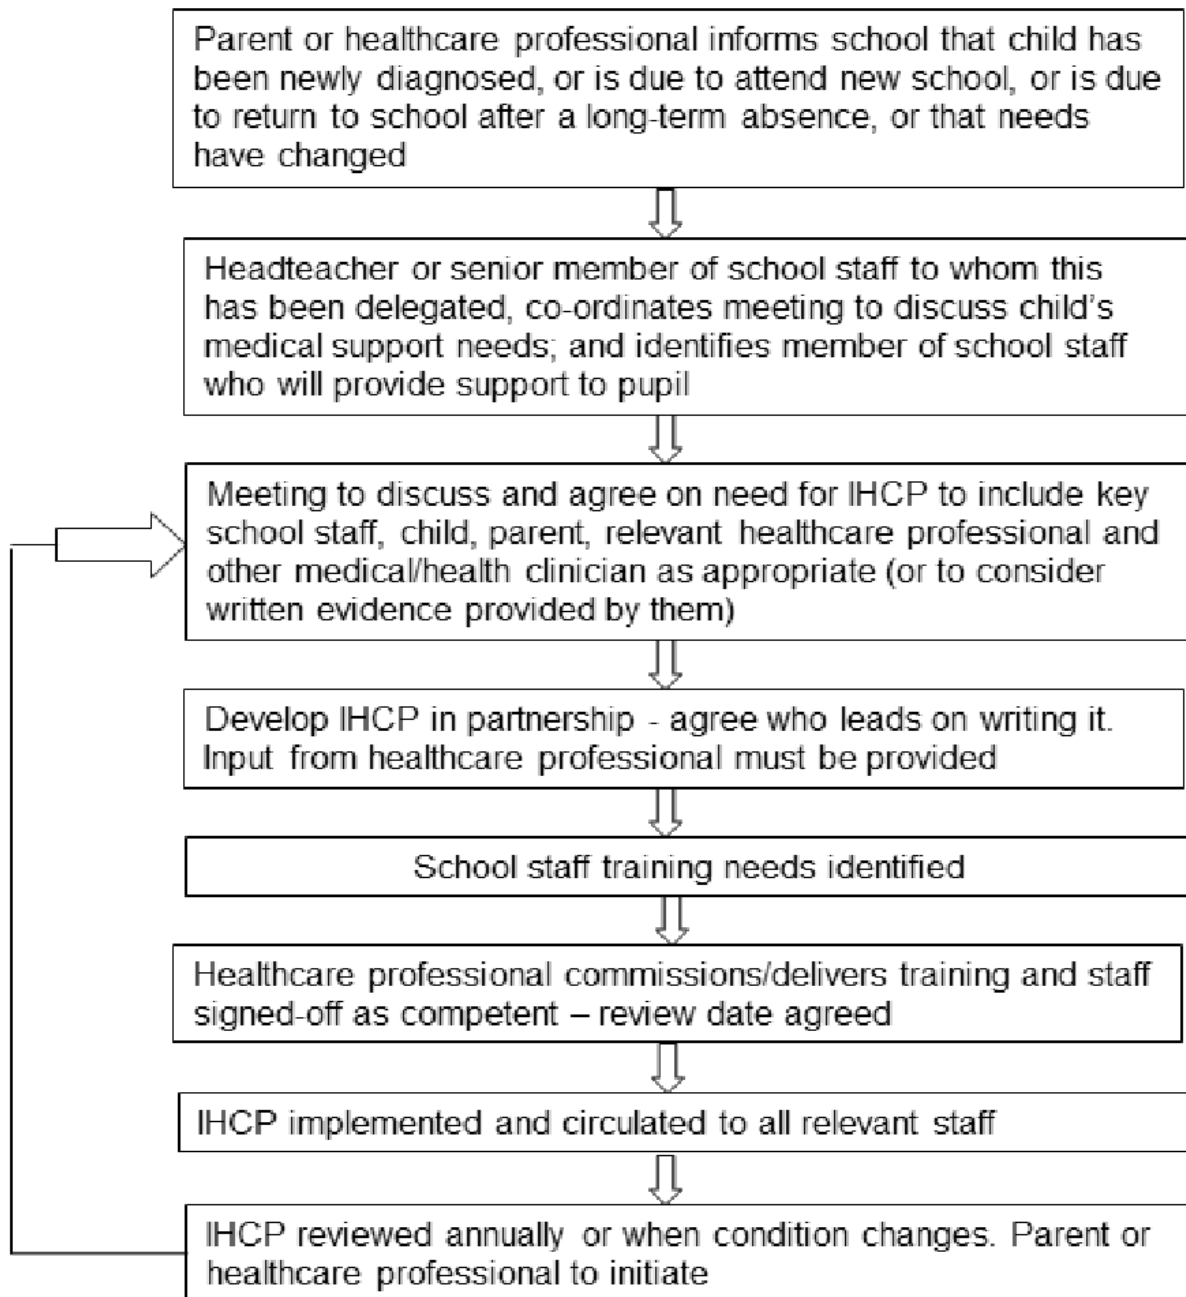 Parent or healthcare professional informs school that child has
been newly diagnosed, or is due to attend new school, or is due
to return to school after a long-term absence, or that needs
have changed
Headteacher or senior member of school staff to whom this
has been delegated, co-ordinates meeting to discuss child's
medical support needs; and identifies member of school staff
who will provide support to pupil
Meeting to discuss and agree on need for IHCP to include key
school staff, child, parent, relevant healthcare professional and
other medical/health clinician as appropriate (or to consider
written evidence provided by them)
Develop IHCP in partnership - agree who leads on writing it.
Input from healthcare professional must be provided
School staff training needs identified
Healthcare professional commissions/delivers training and staff
signed-off as competent – review date agreed
IHCP implemented and circulated to all relevant staff
IHCP reviewed annually or when condition changes. Parent or
healthcare professional to initiate